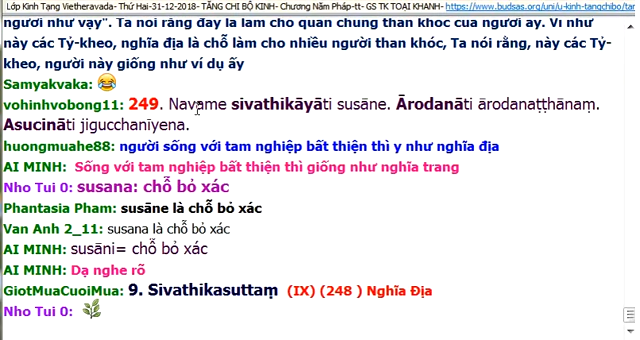 Lớp Kinh Tạng Vietheravada- Thứ Hai-31-12-2018- TĂNG CHI BỘ KINH- Chương Năm Pháp-tt- GS TK TOẠI KHANH- https://www.budsas.org/uni/u-kinh-tangchibo/tan
người như vậy". Ta nói rằng đây là làm cho quần chúng than khóc của người ấy. Ví như
này các Tỷ-kheo, nghĩa địa là chỗ làm cho nhiều người than khóc, Ta nói rằng, này các Tỷ-
kheo, người này giống như ví dụ ấy
Samyakvaka: 😂
vohinhvobong11: 249. Navame sivathikāyāti susāne. Ārodanāti ārodanaṭṭhānaṃ.
Asucināti jigucchanīyena.
huongmuahe88: người sống với tam nghiệp bất thiện thì y như nghĩa địa
AI MINH: Sống với tam nghiệp bất thiện thì giống như nghĩa trang
Nho Tui 0: susana: chỗ bỏ xác
Phantasia Pham: susāne là chỗ bỏ xác
Van Anh 2_11: susana là chỗ bỏ xác
AI MINH: susāni= chỗ bỏ xác
AI MINH: Dạ nghe rõ
GiotMuaCuoiMua: 9. Sivathikasuttaṃ (IX) (248 ) Nghĩa Địa
Nho Tui 0: 🌿